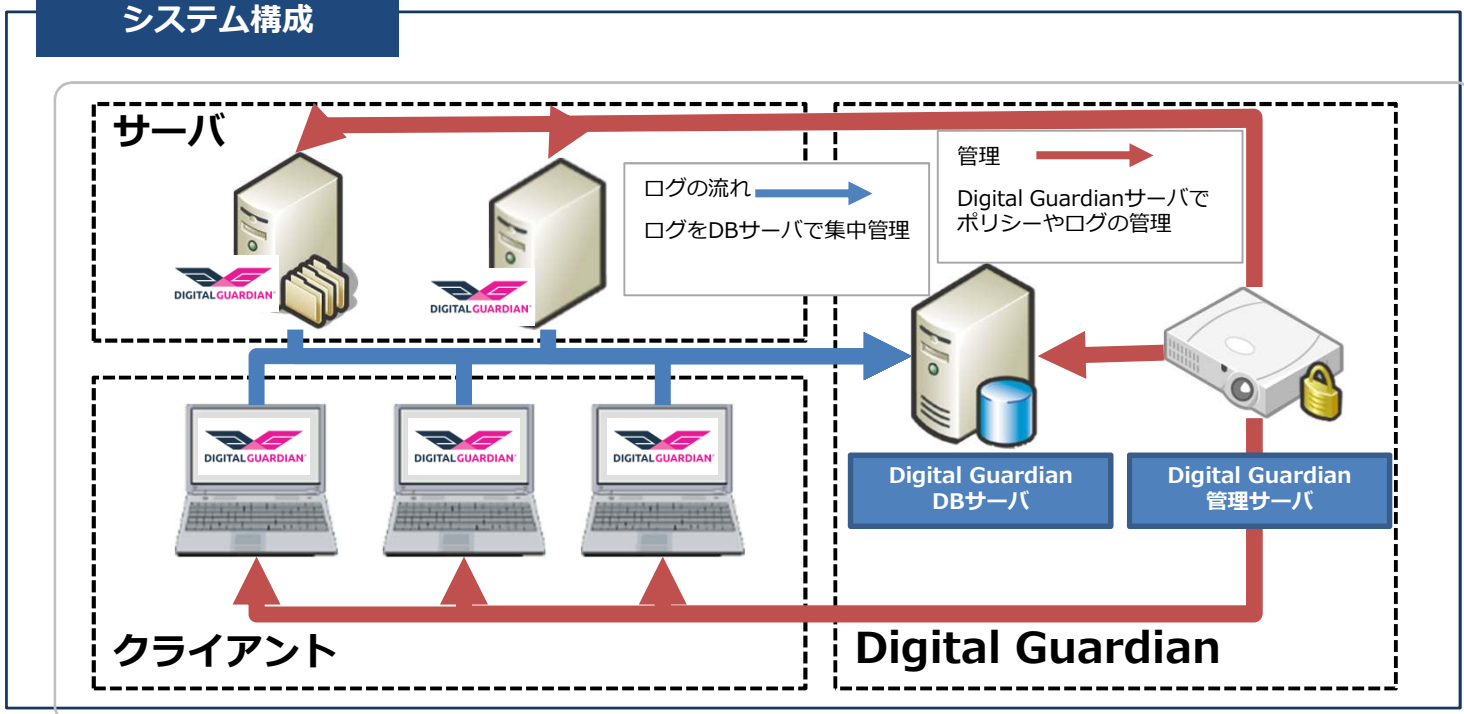 システム構成
サーバ
管理
Digital Guardianサーバで
ポリシーやログの管理
ログの流れ
ログをDBサーバで集中管理
DIGITALGUARDIAN
DIGITALGUARDIAN
DIGITALGUARDIAN
DIGITALGUARDIAN
DIGITALGUARDIAN
Digital Guardian
DBサーバ
Digital Guardian
管理サーバ
クライアント
Digital Guardian